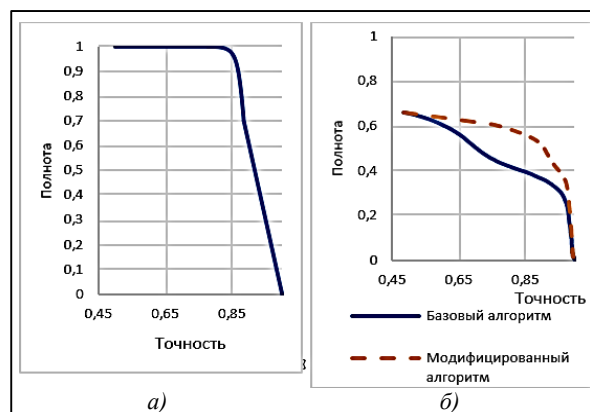 1
0,9
0,8
0,7
0,6
0,5
0,4
0,3
0,2
0,1
0
Полнота
0,45 0,65 0,85
Точность
а)
1
0,8
0,6
0,4
0,2
0
Полнота
0,45 0,65 0,85
Точность
Базовый алгоритм
Модифицированный
алгоритм
б)